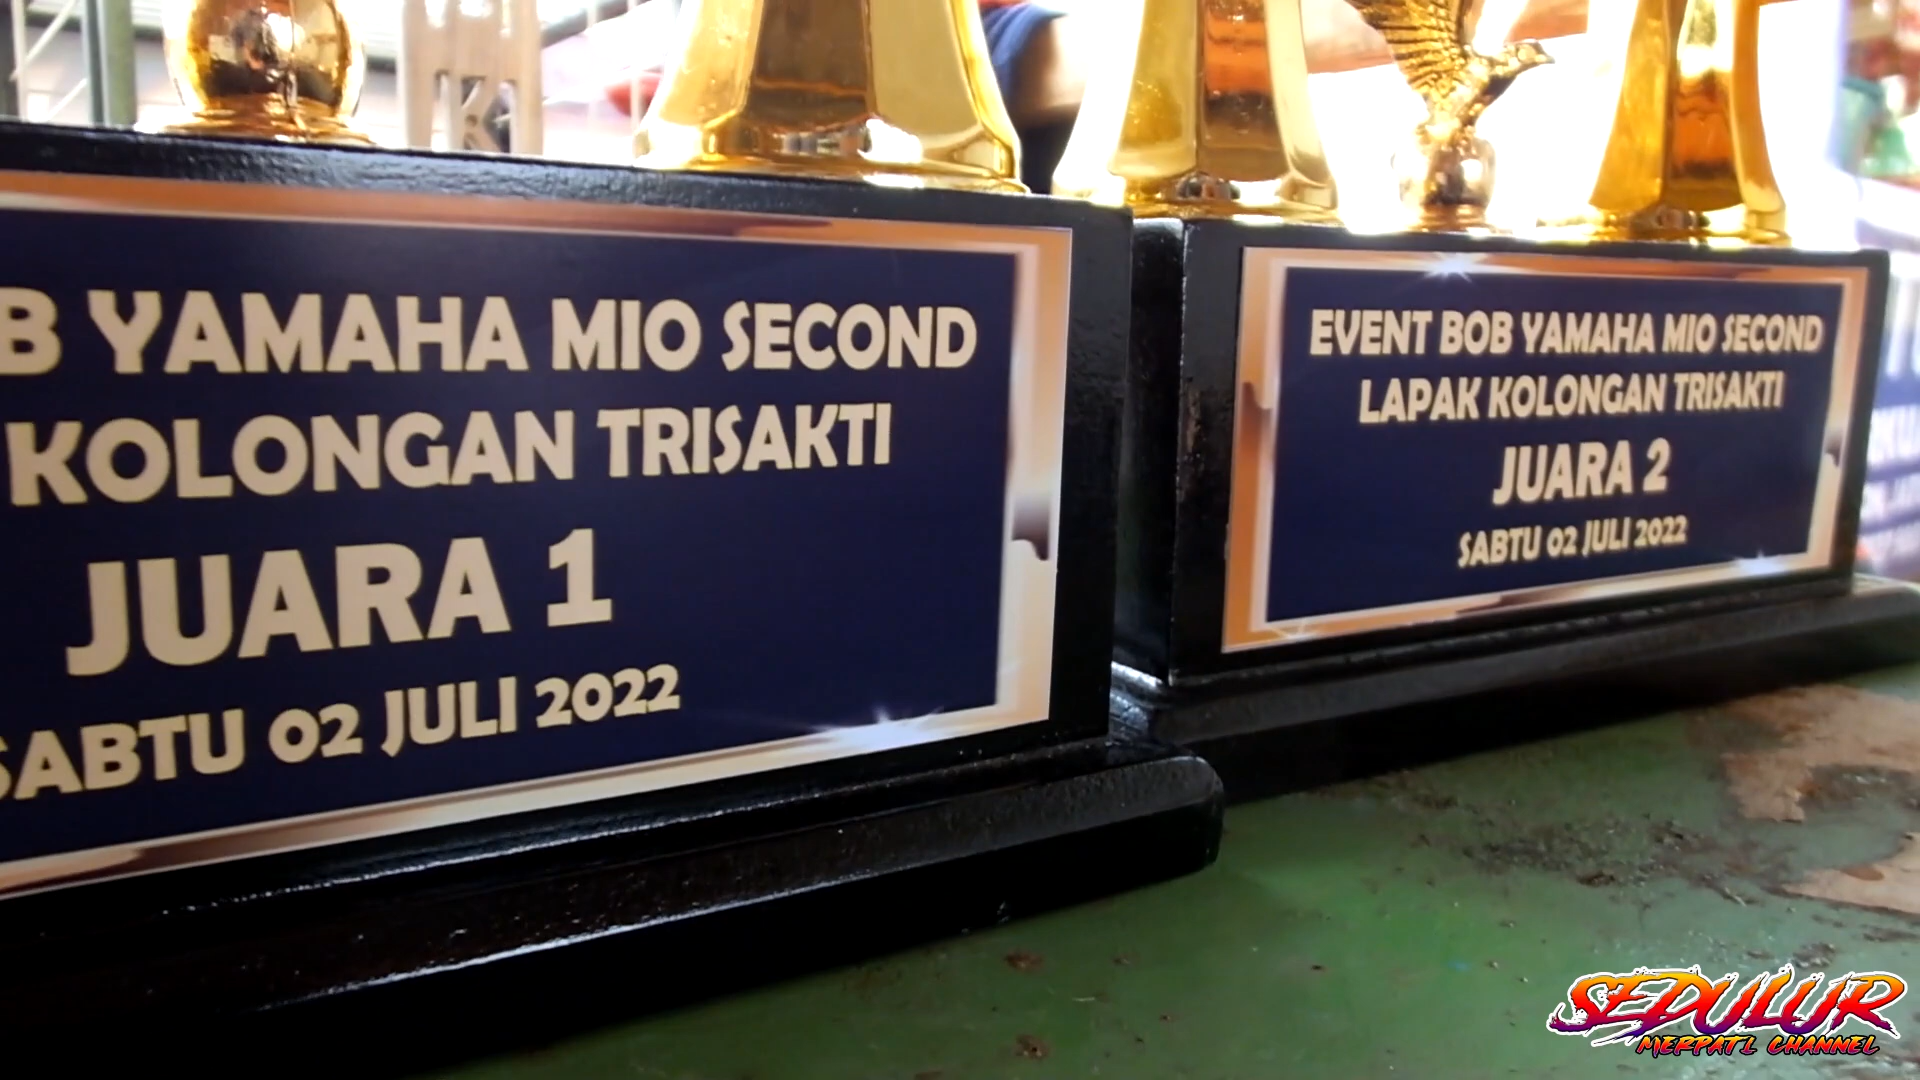 B YAMAHA MIO SECOND
KOLONGAN TRISAKTI
JUARA 1
SABTU 02 JULI 2022
EVENT BOB YAMAHA MIO SECOND
LAPAK KOLONGAN TRISAKTI
JUARA 2
SABTU 02 JULI 2022
SEDULUR
MERPATI CHANNEL